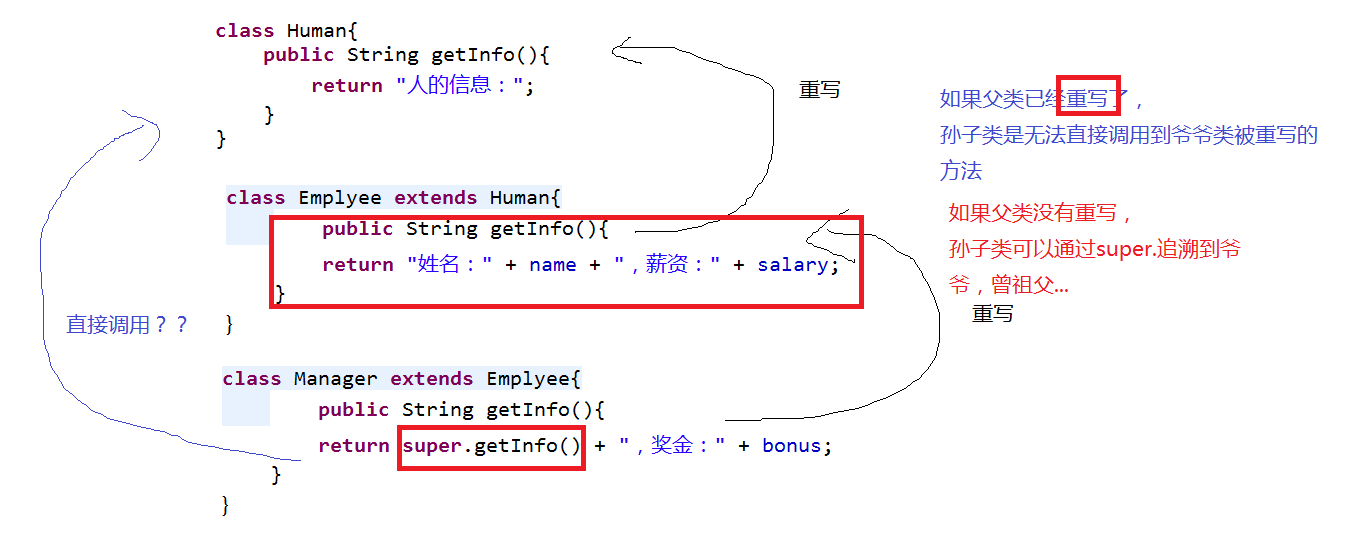 class Human{
public String getInfo(){
return "人的信息：";
}
}
重写
如果父类已经重写了，
孙子类是无法直接调用到爷爷类被重写的
方法
class Emplyee extends Human{
public String getInfo(){
return "姓名：" + name + "，薪资：" + salary;
}
}
如果父类没有重写，
孙子类可以通过super.追溯到爷
爷，曾祖父...
重写
直接调用？？
class Manager extends Emplyee{
public String getInfo(){
return super.getInfo() + "，奖金：" + bonus;
}
}